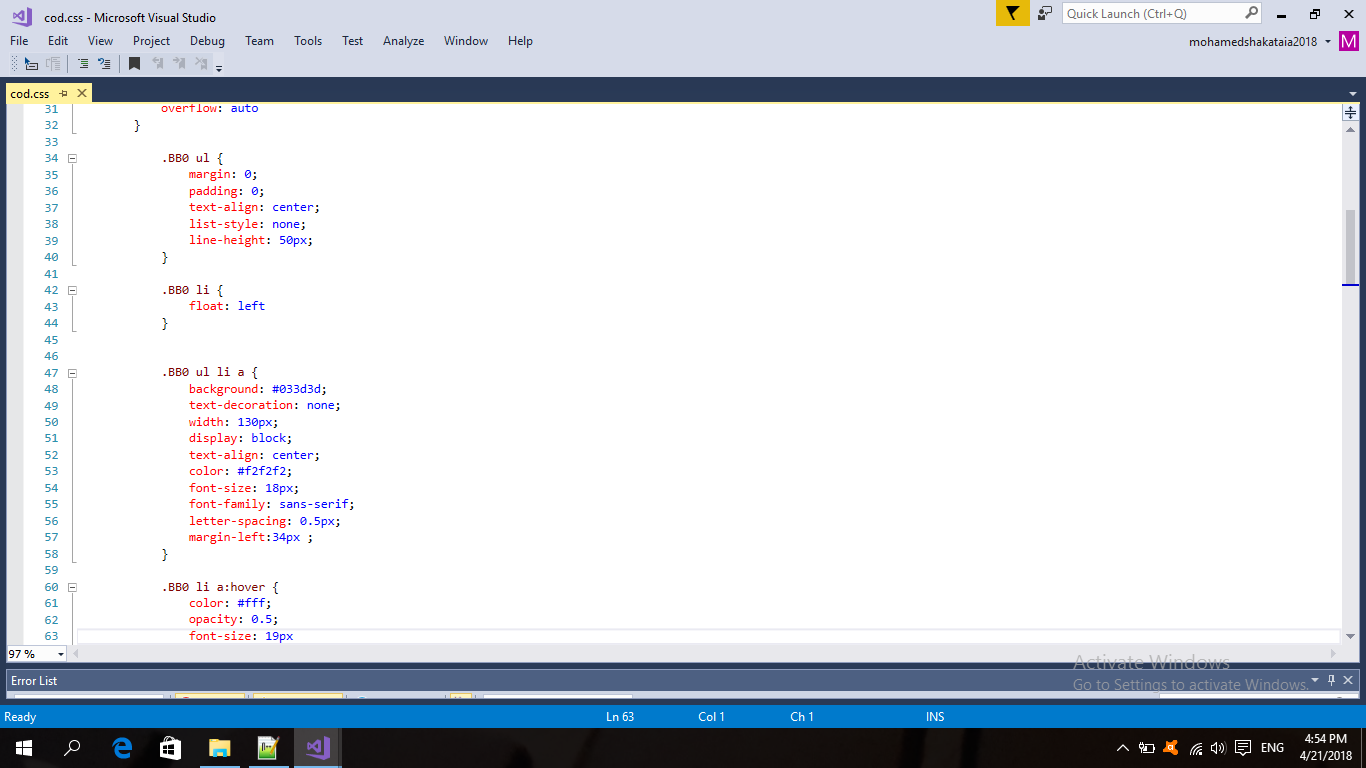 cod.css - Microsoft Visual Studio
Quick Launch (Ctrl+Q)
File Edit View Project Debug Team Tools Test Analyze Window Help
mohamedshakataia2018 M
cod.css
31 overflow: auto
32 }
33
34 .BB0 ul {
35 margin: 0;
36 padding: 0;
37 text-align: center;
38 list-style: none;
39 line-height: 50px;
40 }
41
42 .BB0 li {
43 float: left
44 }
45
46
47 .BB0 ul li a {
48 background: #033d3d;
49 text-decoration: none;
50 width: 130px;
51 display: block;
52 text-align: center;
53 color: #f2f2f2;
54 font-size: 18px;
55 font-family: sans-serif;
56 letter-spacing: 0.5px;
57 margin-left:34px ;
58 }
59
60 .BB0 li a:hover {
61 color: #fff;
62 opacity: 0.5;
63 font-size: 19px
97 %
Activate Windows
Go to Settings to activate Windows.
Error List
Ready Ln 63 Col 1 Ch 1 INS
ENG
4:54 PM
4/21/2018